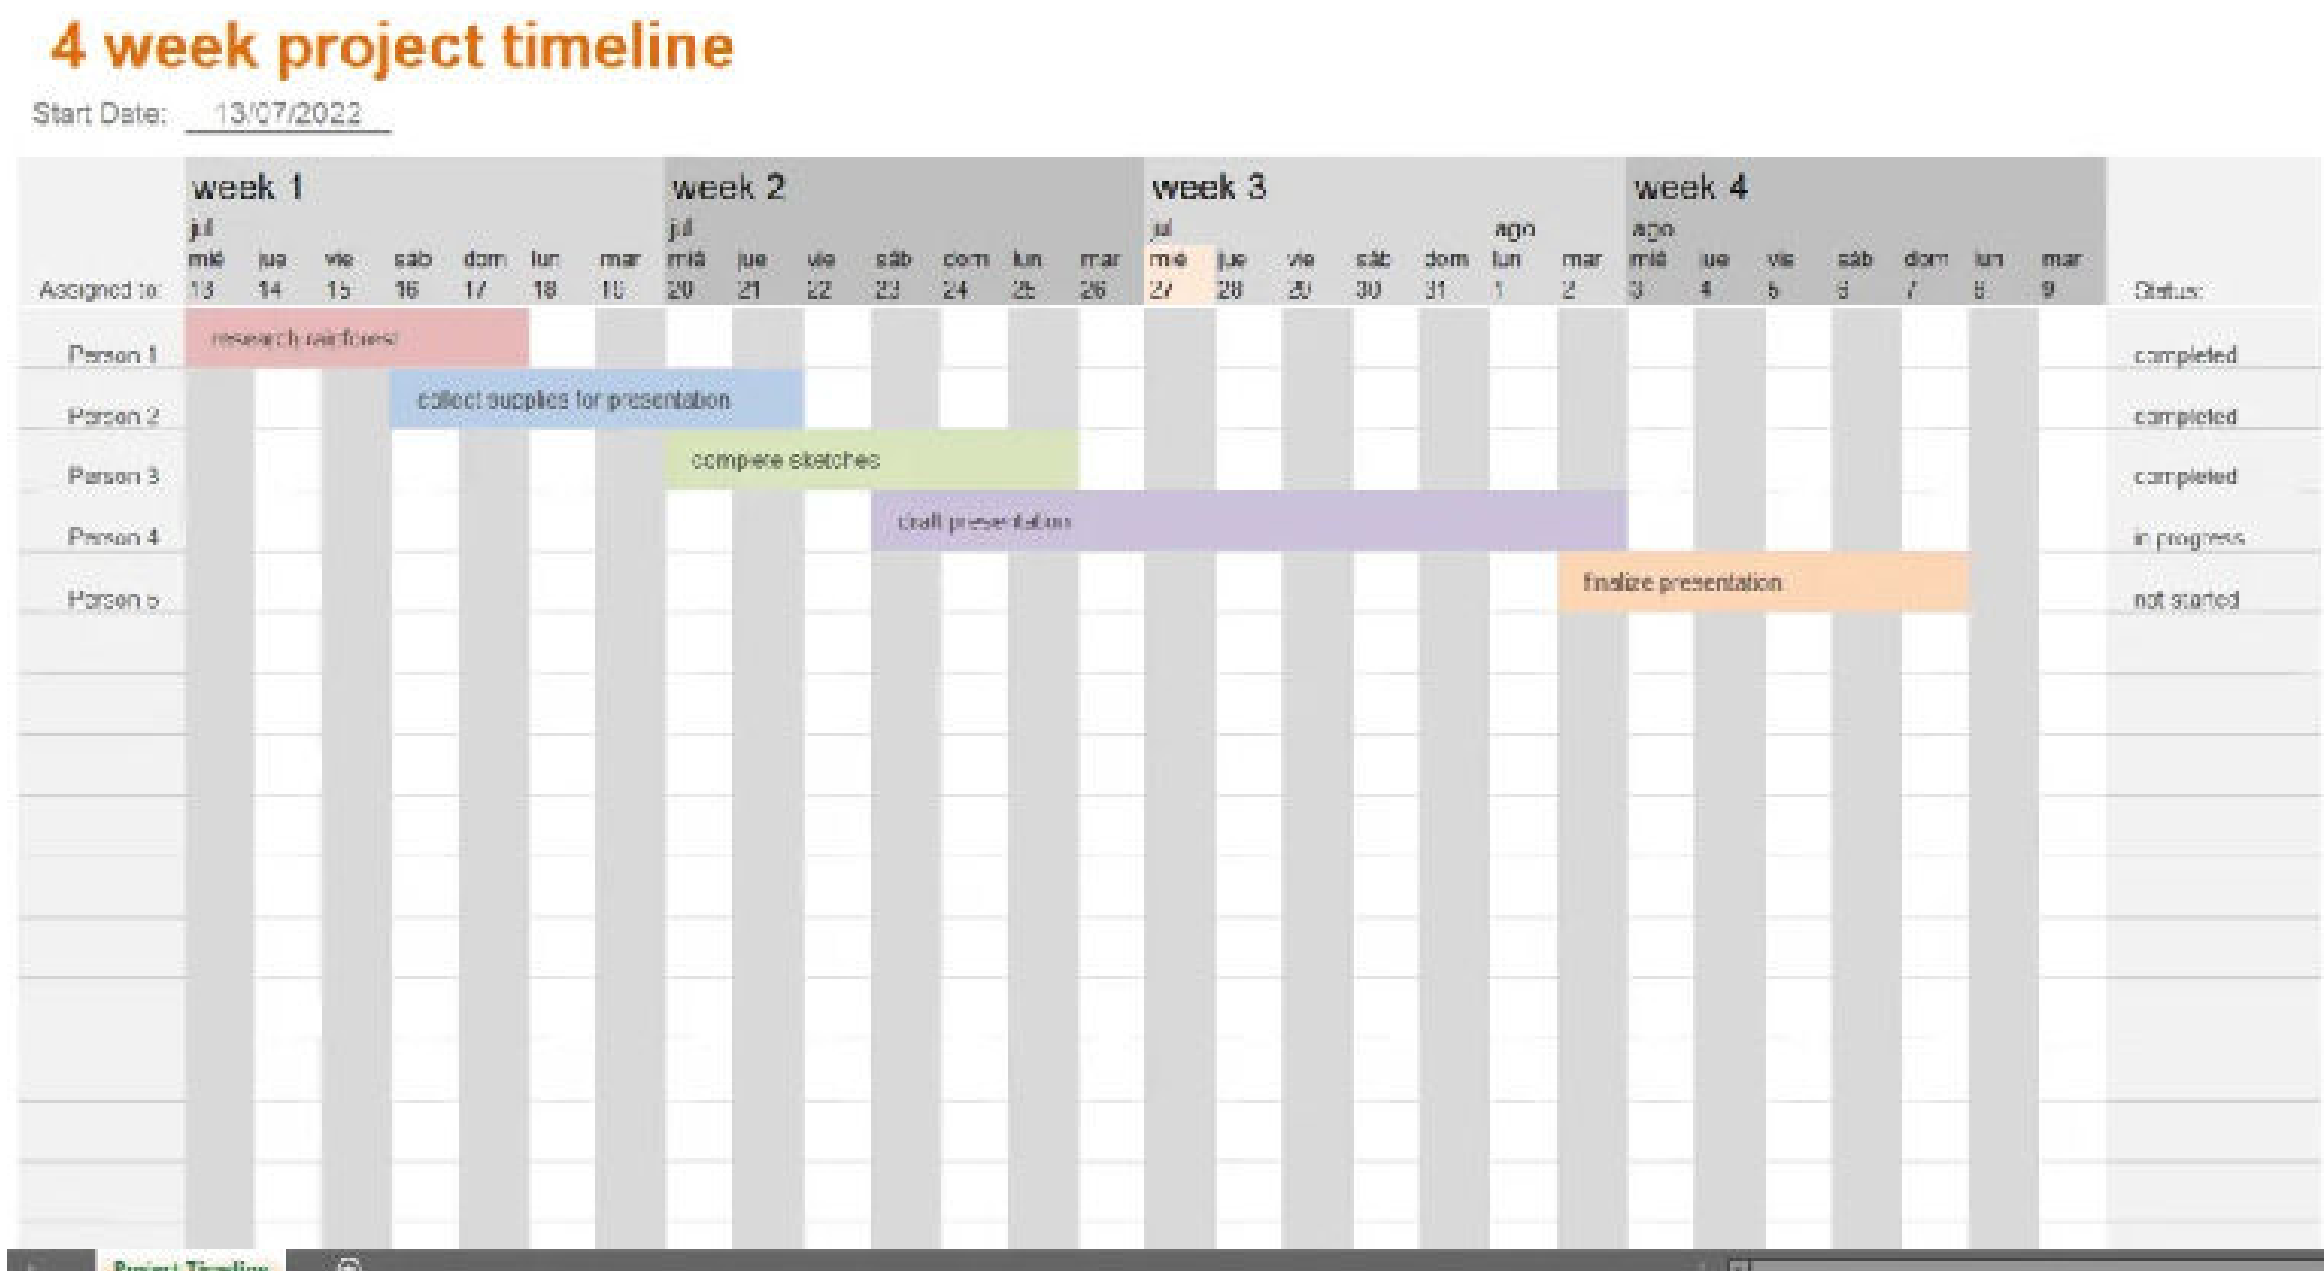 4 week project timeline
Start Date: 13/07/2022
week 1 week 2 week 3 week 4
jul jul jul ago ago
mié jue vie sáb dom lun mar mié jue vie sáb dom lun mar mié jue vie sáb dom lun mar mié jue vie sáb dom lun mar
Assigned to: 13 14 15 16 17 18 19 20 21 22 23 24 25 26 27 28 29 30 31 1 2 3 4 5 6 7 8 9 Status:
research rainforest
Person 1 completed
collect supplies for presentation
Person 2 completed
complete sketches
Person 3 completed
draft presentation
Person 4 in progress
finalize presentation
Person 5 not started
Project Timeline